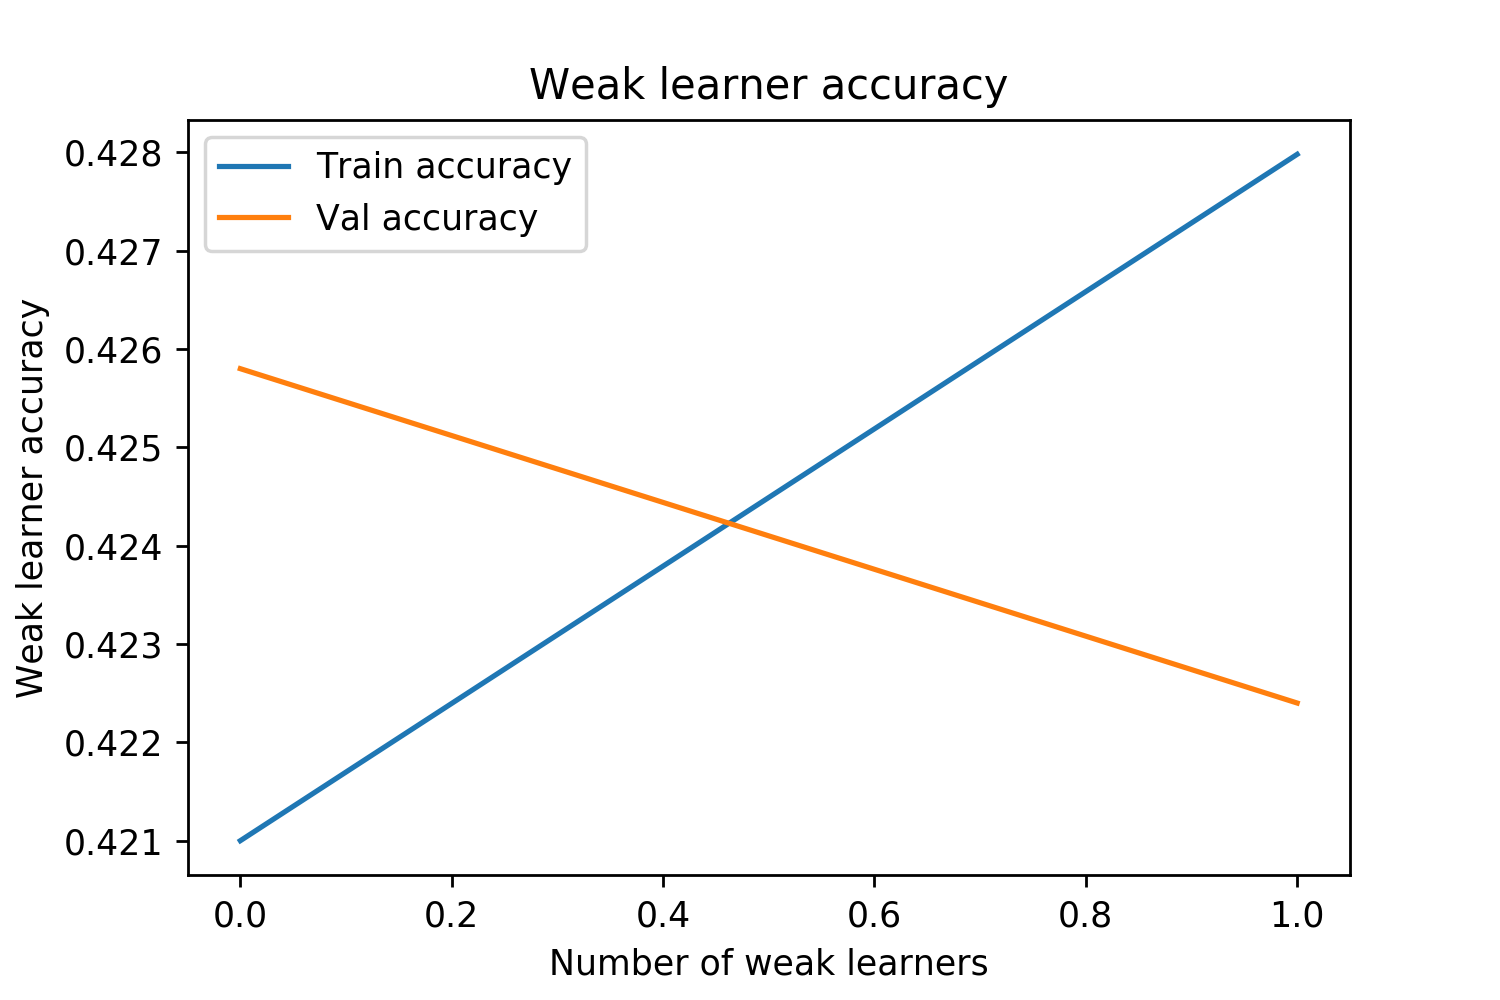 Weak learner accuracy
Train accuracy
Val accuracy
Weak learner accuracy
0.428
0.427
0.426
0.425
0.424
0.423
0.422
0.421
0.0 0.2 0.4 0.6 0.8 1.0
Number of weak learners